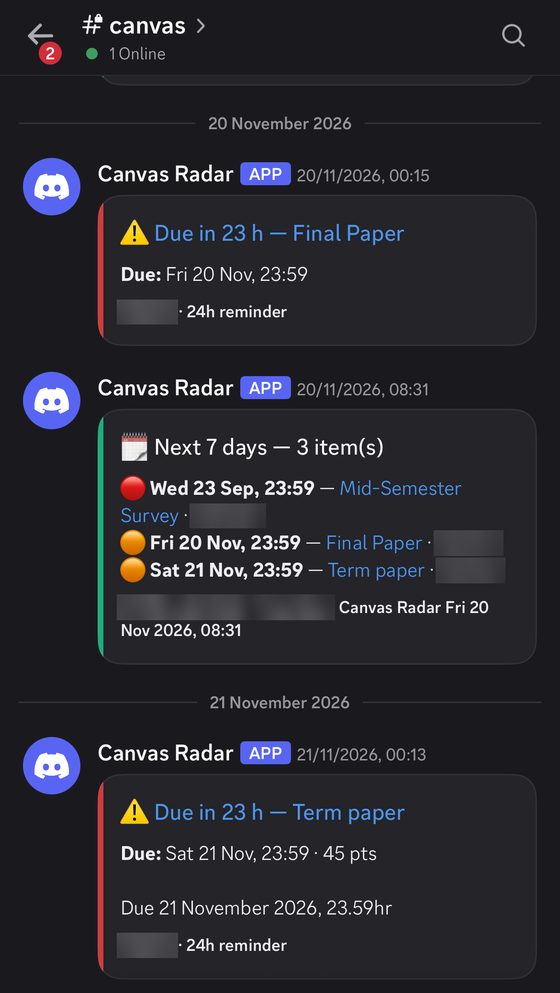 # canvas >
2
1 Online
20 November 2026
Canvas Radar APP 20/11/2026, 00:15
Due in 23 h — Final Paper
Due: Fri 20 Nov, 23:59
· 24h reminder
Canvas Radar APP 20/11/2026, 08:31
Next 7 days — 3 item(s)
Wed 23 Sep, 23:59 — Mid-Semester
Survey ·
Fri 20 Nov, 23:59 — Final Paper ·
Sat 21 Nov, 23:59 — Term paper ·
Canvas Radar Fri 20
Nov 2026, 08:31
21 November 2026
Canvas Radar APP 21/11/2026, 00:13
Due in 23 h — Term paper
Due: Sat 21 Nov, 23:59 · 45 pts
Due 21 November 2026, 23.59hr
· 24h reminder